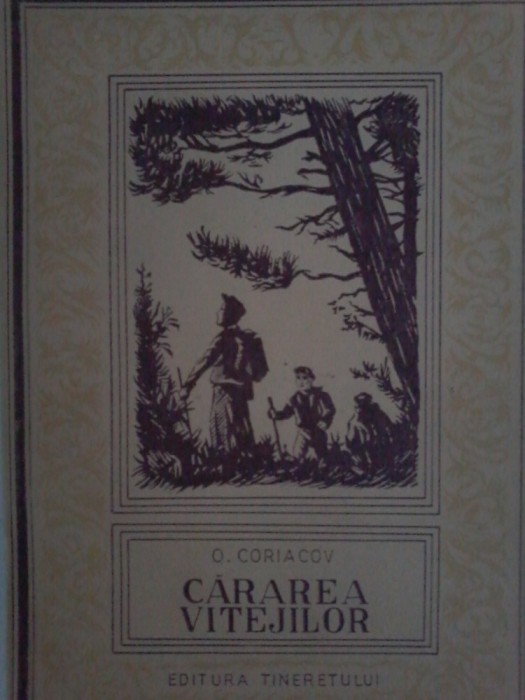 O. CORIACOV
CĂRAREA
VITEJILOR
EDITURA TINERETULUI